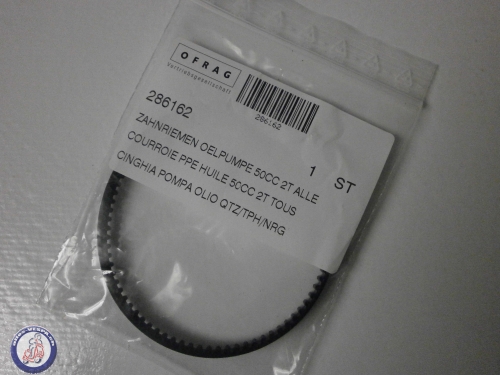 OFRAG
Vertriebsgesellschaft
286162
286162
1 ST
ZAHNRIEMEN OELPUMPE 50CC 2T ALLE
COURROIE PPE HUILE 50CC 2T TOUS
CINGHIA POMPA OLIO QTZ/TPH/NRG